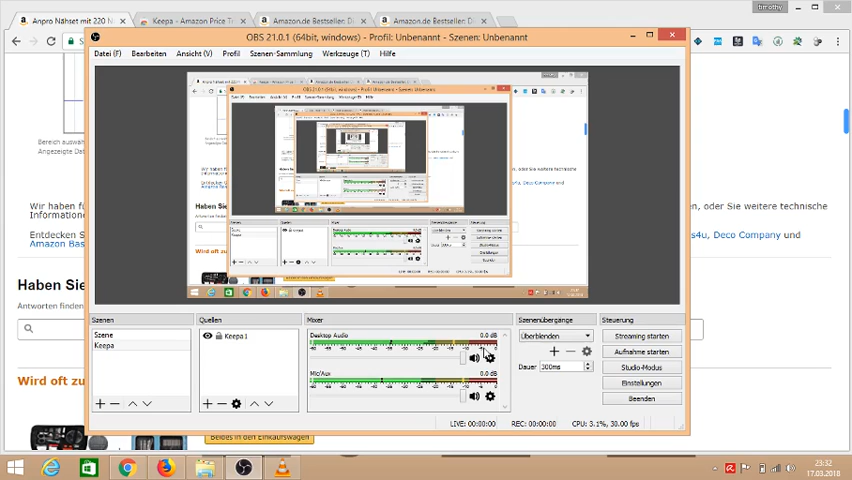 timothy
Anpro Nähset mit 220 N
Keepa - Amazon Price T
Amazon.de Bestseller: Di
Amazon.de Bestseller: Di
OBS 21.0.1 (64bit, windows) - Profil: Unbenannt - Szenen: Unbenannt
Datei (F) Bearbeiten Ansicht (V) Profil Szenen-Sammlung Werkzeuge (T) Hilfe
Bereich auswähl
Angezeigte Dat
Wir haben f
Informationen
oder Sie weitere technische
Entdecken S
Amazon Bas
s4u, Deco Company und
Haben Sie
Antworten finden
Wird oft zu
Beides in den Einkaufswagen
Szenen
Szene
Keepa
Quellen
Keepa1
Mixer
Desktop Audio 0.0 dB
Mic/Aux 0.0 dB
Szenenübergänge
Überblenden
Dauer 300ms
Steuerung
Streaming starten
Aufnahme starten
Studio-Modus
Einstellungen
Beenden
LIVE: 00:00:00 REC: 00:00:00 CPU: 3.1%, 30.00 fps
23:32
17.03.2018